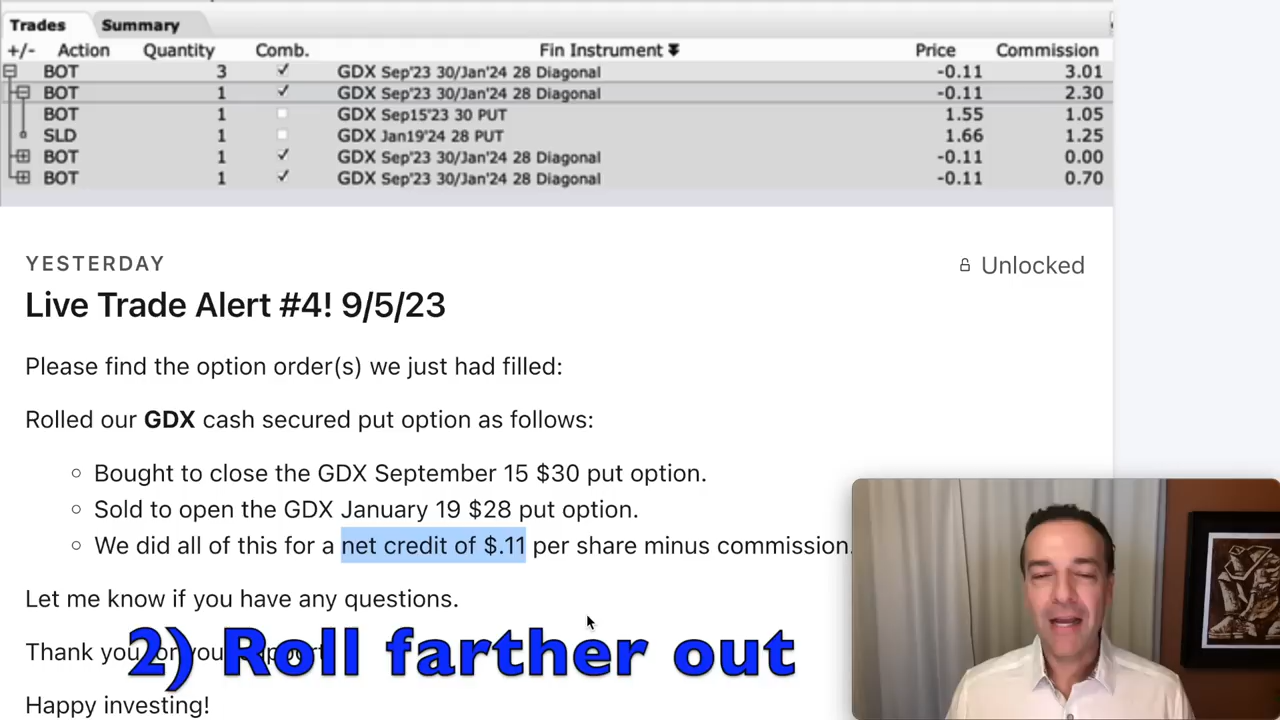 Trades Summary
+/- Action Quantity Comb. Fin Instrument Price Commission
BOT 3 GDX Sep'23 30/Jan'24 28 Diagonal -0.11 3.01
BOT 1 GDX Sep'23 30/Jan'24 28 Diagonal -0.11 2.30
BOT 1 GDX Sep15'23 30 PUT 1.55 1.05
SLD 1 GDX Jan19'24 28 PUT 1.66 1.25
BOT 1 GDX Sep'23 30/Jan'24 28 Diagonal -0.11 0.00
BOT 1 GDX Sep'23 30/Jan'24 28 Diagonal -0.11 0.70
YESTERDAY
Unlocked
Live Trade Alert #4! 9/5/23
Please find the option order(s) we just had filled:
Rolled our GDX cash secured put option as follows:
Bought to close the GDX September 15 $30 put option.
Sold to open the GDX January 19 $28 put option.
We did all of this for a net credit of $.11 per share minus commission.
Let me know if you have any questions.
Thank you
2) Roll farther out
Happy investing!